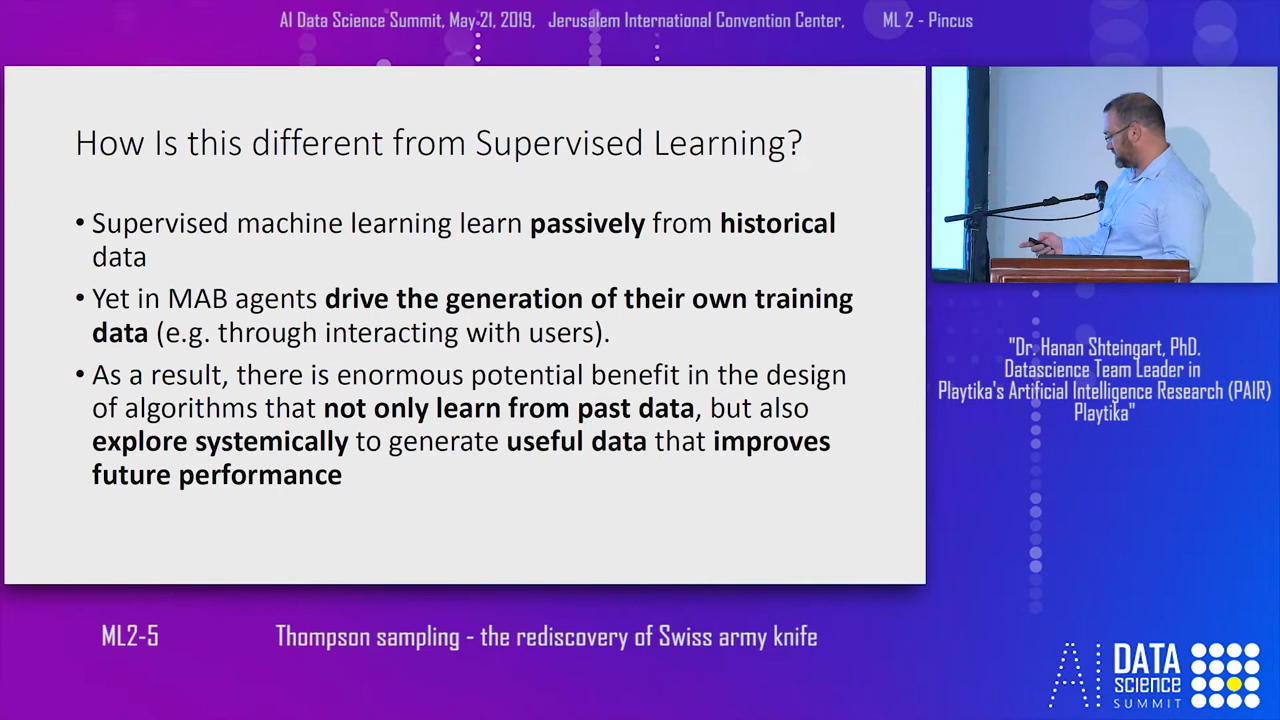 AI Data Science Summit, May 21, 2019, Jerusalem International Convention Center, ML 2 - Pincus
How Is this different from Supervised Learning?
• Supervised machine learning learn passively from historical
data
• Yet in MAB agents drive the generation of their own training
data (e.g. through interacting with users).
• As a result, there is enormous potential benefit in the design
of algorithms that not only learn from past data, but also
explore systemically to generate useful data that improves
future performance
"Dr. Hanan Shteingart, PhD.
Datascience Team Leader in
Playtika's Artificial Intelligence Research (PAIR)
Playtika"
ML2-5 Thompson sampling - the rediscovery of Swiss army knife
AI DATA
science
SUMMIT